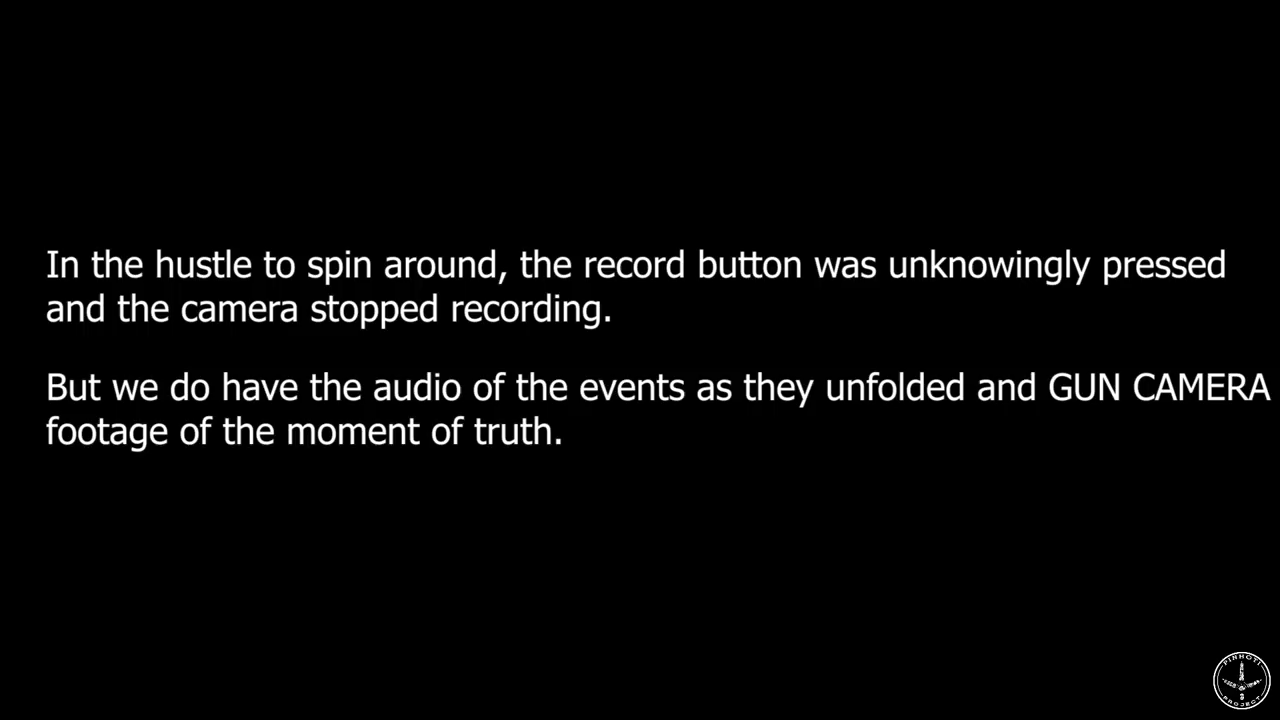 In the hustle to spin around, the record button was unknowingly pressed
and the camera stopped recording.
But we do have the audio of the events as they unfolded and GUN CAMERA
footage of the moment of truth.
PINHOTI
PROJECT